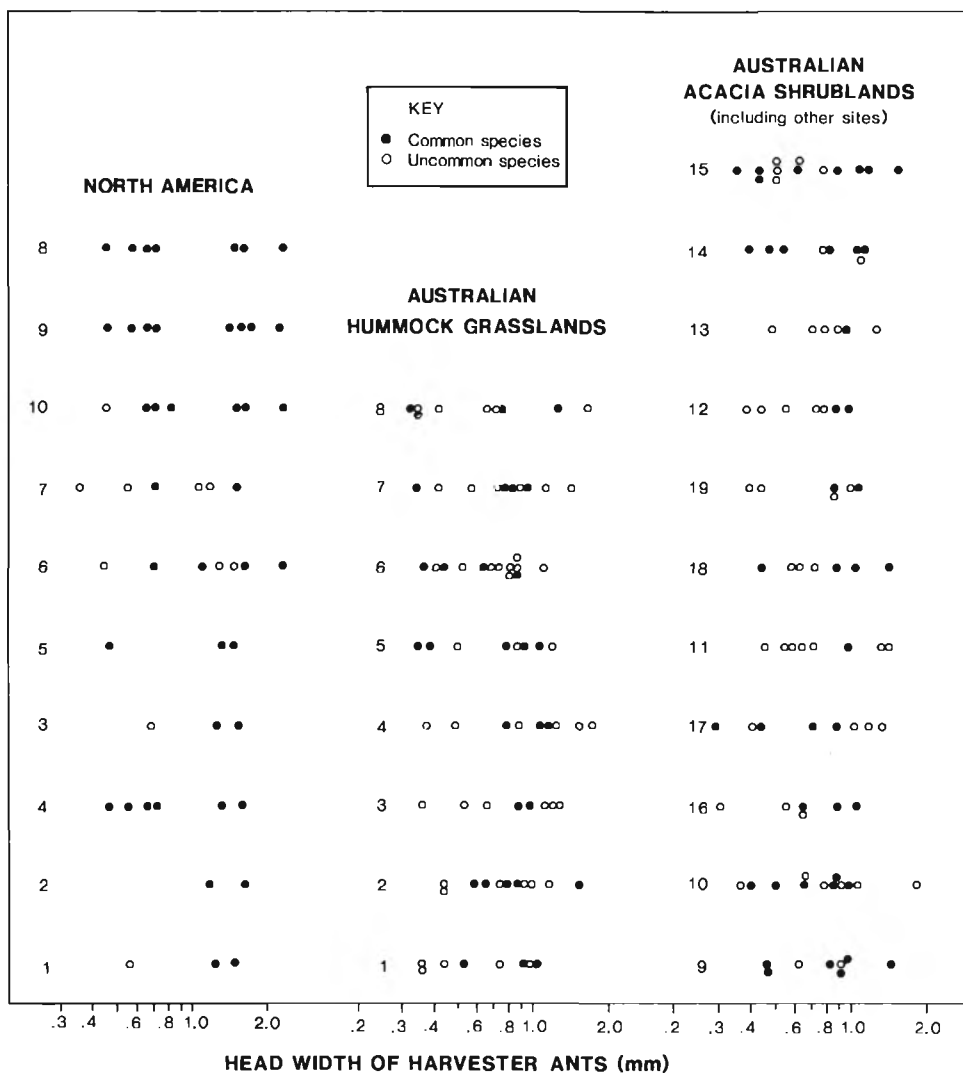 KEY
● Common species
○ Uncommon species
NORTH AMERICA
8
9
10
7
6
5
3
4
2
1
.3 .4 .6 .8 1.0 2.0
AUSTRALIAN
HUMMOCK GRASSLANDS
8
7
6
5
4
3
2
1
.2 .3 .4 .6 .8 1.0 2.0
AUSTRALIAN
ACACIA SHRUBLANDS
(including other sites)
15
14
13
12
19
18
11
17
16
10
9
.2 .3 .4 .6 .8 1.0 2.0
HEAD WIDTH OF HARVESTER ANTS (mm)